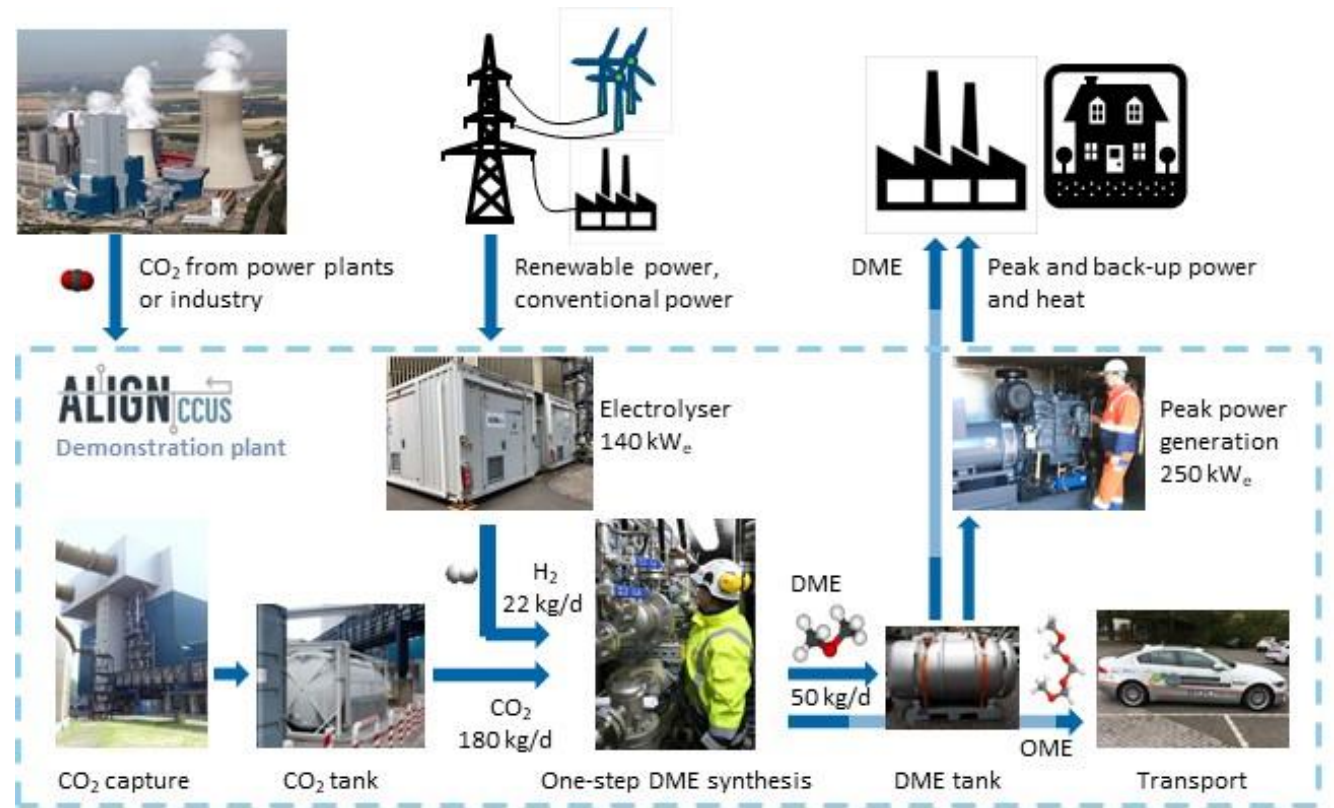 CO₂ from power plants
or industry
Renewable power,
conventional power
DME
Peak and back-up power
and heat
ALIGN CCUS
Demonstration plant
Electrolyser
140 kWₑ
Peak power
generation
250 kWₑ
H₂
22 kg/d
CO₂
180 kg/d
DME
50 kg/d
OME
CO₂ capture
CO₂ tank
One-step DME synthesis
DME tank
Transport